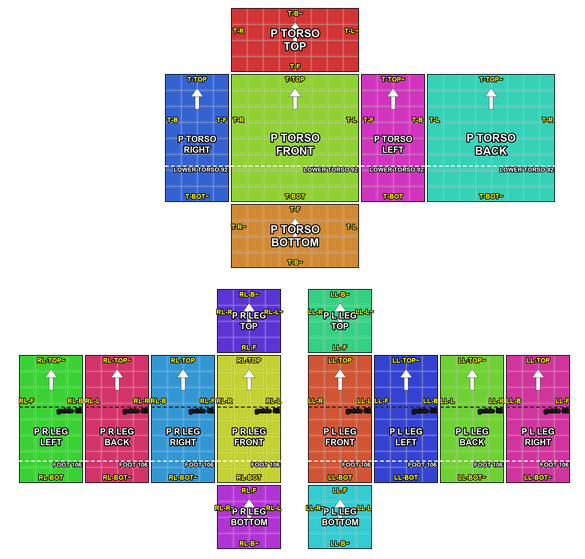 T-B~
T-R
T-L~
P TORSO
TOP
T-F
T-TOP
T-B
T-F
P TORSO
RIGHT
LOWER TORSO 92
T-BOT~
T-TOP
T-R
T-L
P TORSO
FRONT
LOWER TORSO 92
T-BOT
T-TOP~
T-F
T-B
P TORSO
LEFT
LOWER TORSO 92
T-BOT
T-TOP~
T-L
T-R
P TORSO
BACK
LOWER TORSO 92
T-BOT~
T-F
T-R~
T-L
P TORSO
BOTTOM
T-B~
RL-B~
RL-R
RL-L~
P R LEG
TOP
RL-F
LL-B~
LL-R
LL-L~
P L LEG
TOP
LL-F
RL-TOP~
RL-F
RL-B
P R LEG
LEFT
FOOT 106
RL-BOT
RL-TOP~
RL-L
RL-R
P R LEG
BACK
FOOT 106
RL-BOT~
RL-TOP
RL-B
RL-F
P R LEG
RIGHT
FOOT 106
RL-BOT~
RL-TOP
RL-R
RL-L
P R LEG
FRONT
FOOT 106
RL-BOT
LL-TOP
LL-R
LL-L
P L LEG
FRONT
FOOT 106
LL-BOT
LL-TOP~
LL-F
LL-B
P L LEG
LEFT
FOOT 106
LL-BOT
LL-TOP~
LL-L
LL-R
P L LEG
BACK
FOOT 106
LL-BOT~
LL-TOP
LL-B
LL-F
P L LEG
RIGHT
FOOT 106
LL-BOT~
RL-F
RL-R~
RL-L
P R LEG
BOTTOM
RL-B~
LL-F
LL-R~
LL-L
P L LEG
BOTTOM
LL-B~